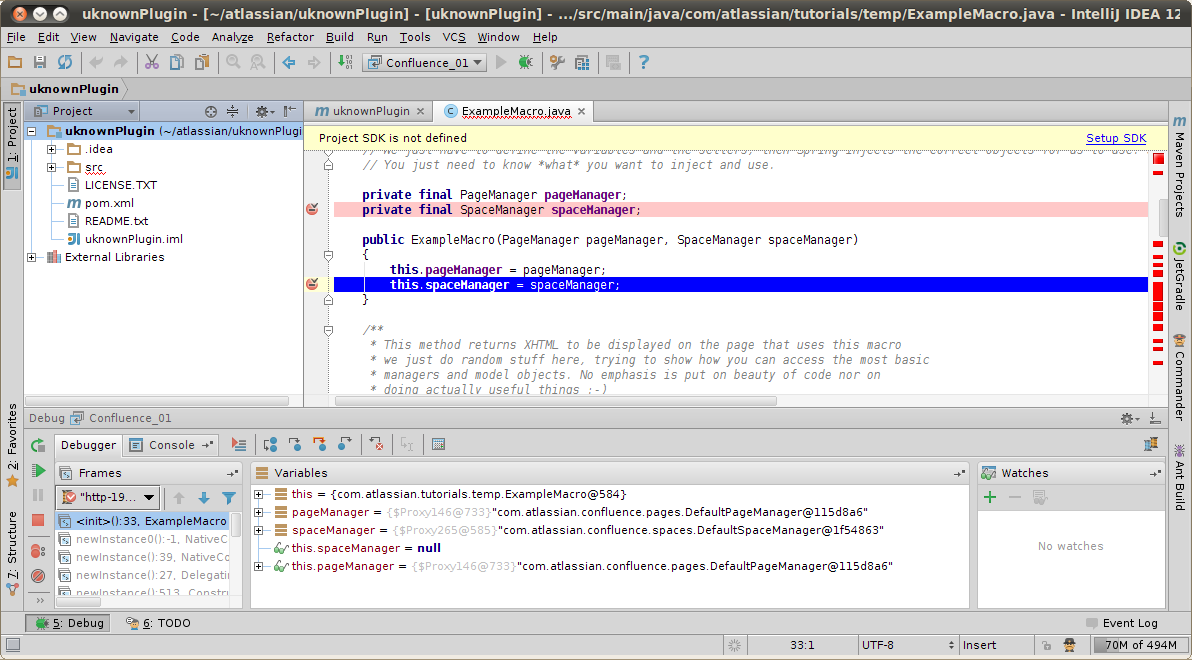 uknownPlugin - [~/atlassian/uknownPlugin] - [uknownPlugin] - .../src/main/java/com/atlassian/tutorials/temp/ExampleMacro.java - IntelliJ IDEA 12
File Edit View Navigate Code Analyze Refactor Build Run Tools VCS Window Help
Confluence_01
uknownPlugin
1: Project
2: Favorites
7: Structure
Project
uknownPlugin (~/atlassian/uknownPlugi
.idea
src
LICENSE.TXT
pom.xml
README.txt
uknownPlugin.iml
External Libraries
uknownPlugin
ExampleMacro.java
Project SDK is not defined
Setup SDK
// We just have to define the variables and the setters, then Spring injects the correct objects for us to use.
// You just need to know *what* you want to inject and use.
private final PageManager pageManager;
private final SpaceManager spaceManager;
public ExampleMacro(PageManager pageManager, SpaceManager spaceManager)
{
this.pageManager = pageManager;
this.spaceManager = spaceManager;
}
/**
* This method returns XHTML to be displayed on the page that uses this macro
* we just do random stuff here, trying to show how you can access the most basic
* managers and model objects. No emphasis is put on beauty of code nor on
* doing actually useful things :-)
Maven Projects
JetGradle
Commander
Ant Build
Debug Confluence_01
Debugger
Console
Frames
"http-19...
<init>():33, ExampleMacro
newInstance0():-1, NativeC
newInstance():39, NativeCo
newInstance():27, Delegatin
newInstance():513, Constru
Variables
this = {com.atlassian.tutorials.temp.ExampleMacro@584}
pageManager = {$Proxy146@733}"com.atlassian.confluence.pages.DefaultPageManager@115d8a6"
spaceManager = {$Proxy265@585}"com.atlassian.confluence.spaces.DefaultSpaceManager@1f54863"
this.spaceManager = null
this.pageManager = {$Proxy146@733}"com.atlassian.confluence.pages.DefaultPageManager@115d8a6"
Watches
No watches
5: Debug
6: TODO
Event Log
33:1
UTF-8
Insert
70M of 494M